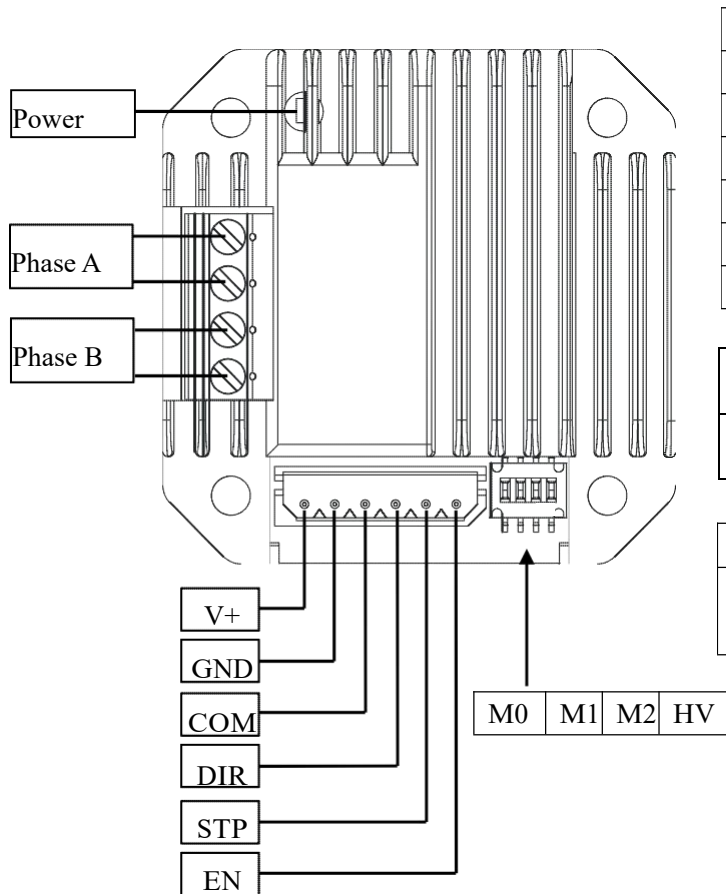 Power
Phase A
Phase B
V+
GND
COM
DIR
STP
EN
M0 M1 M2 HV